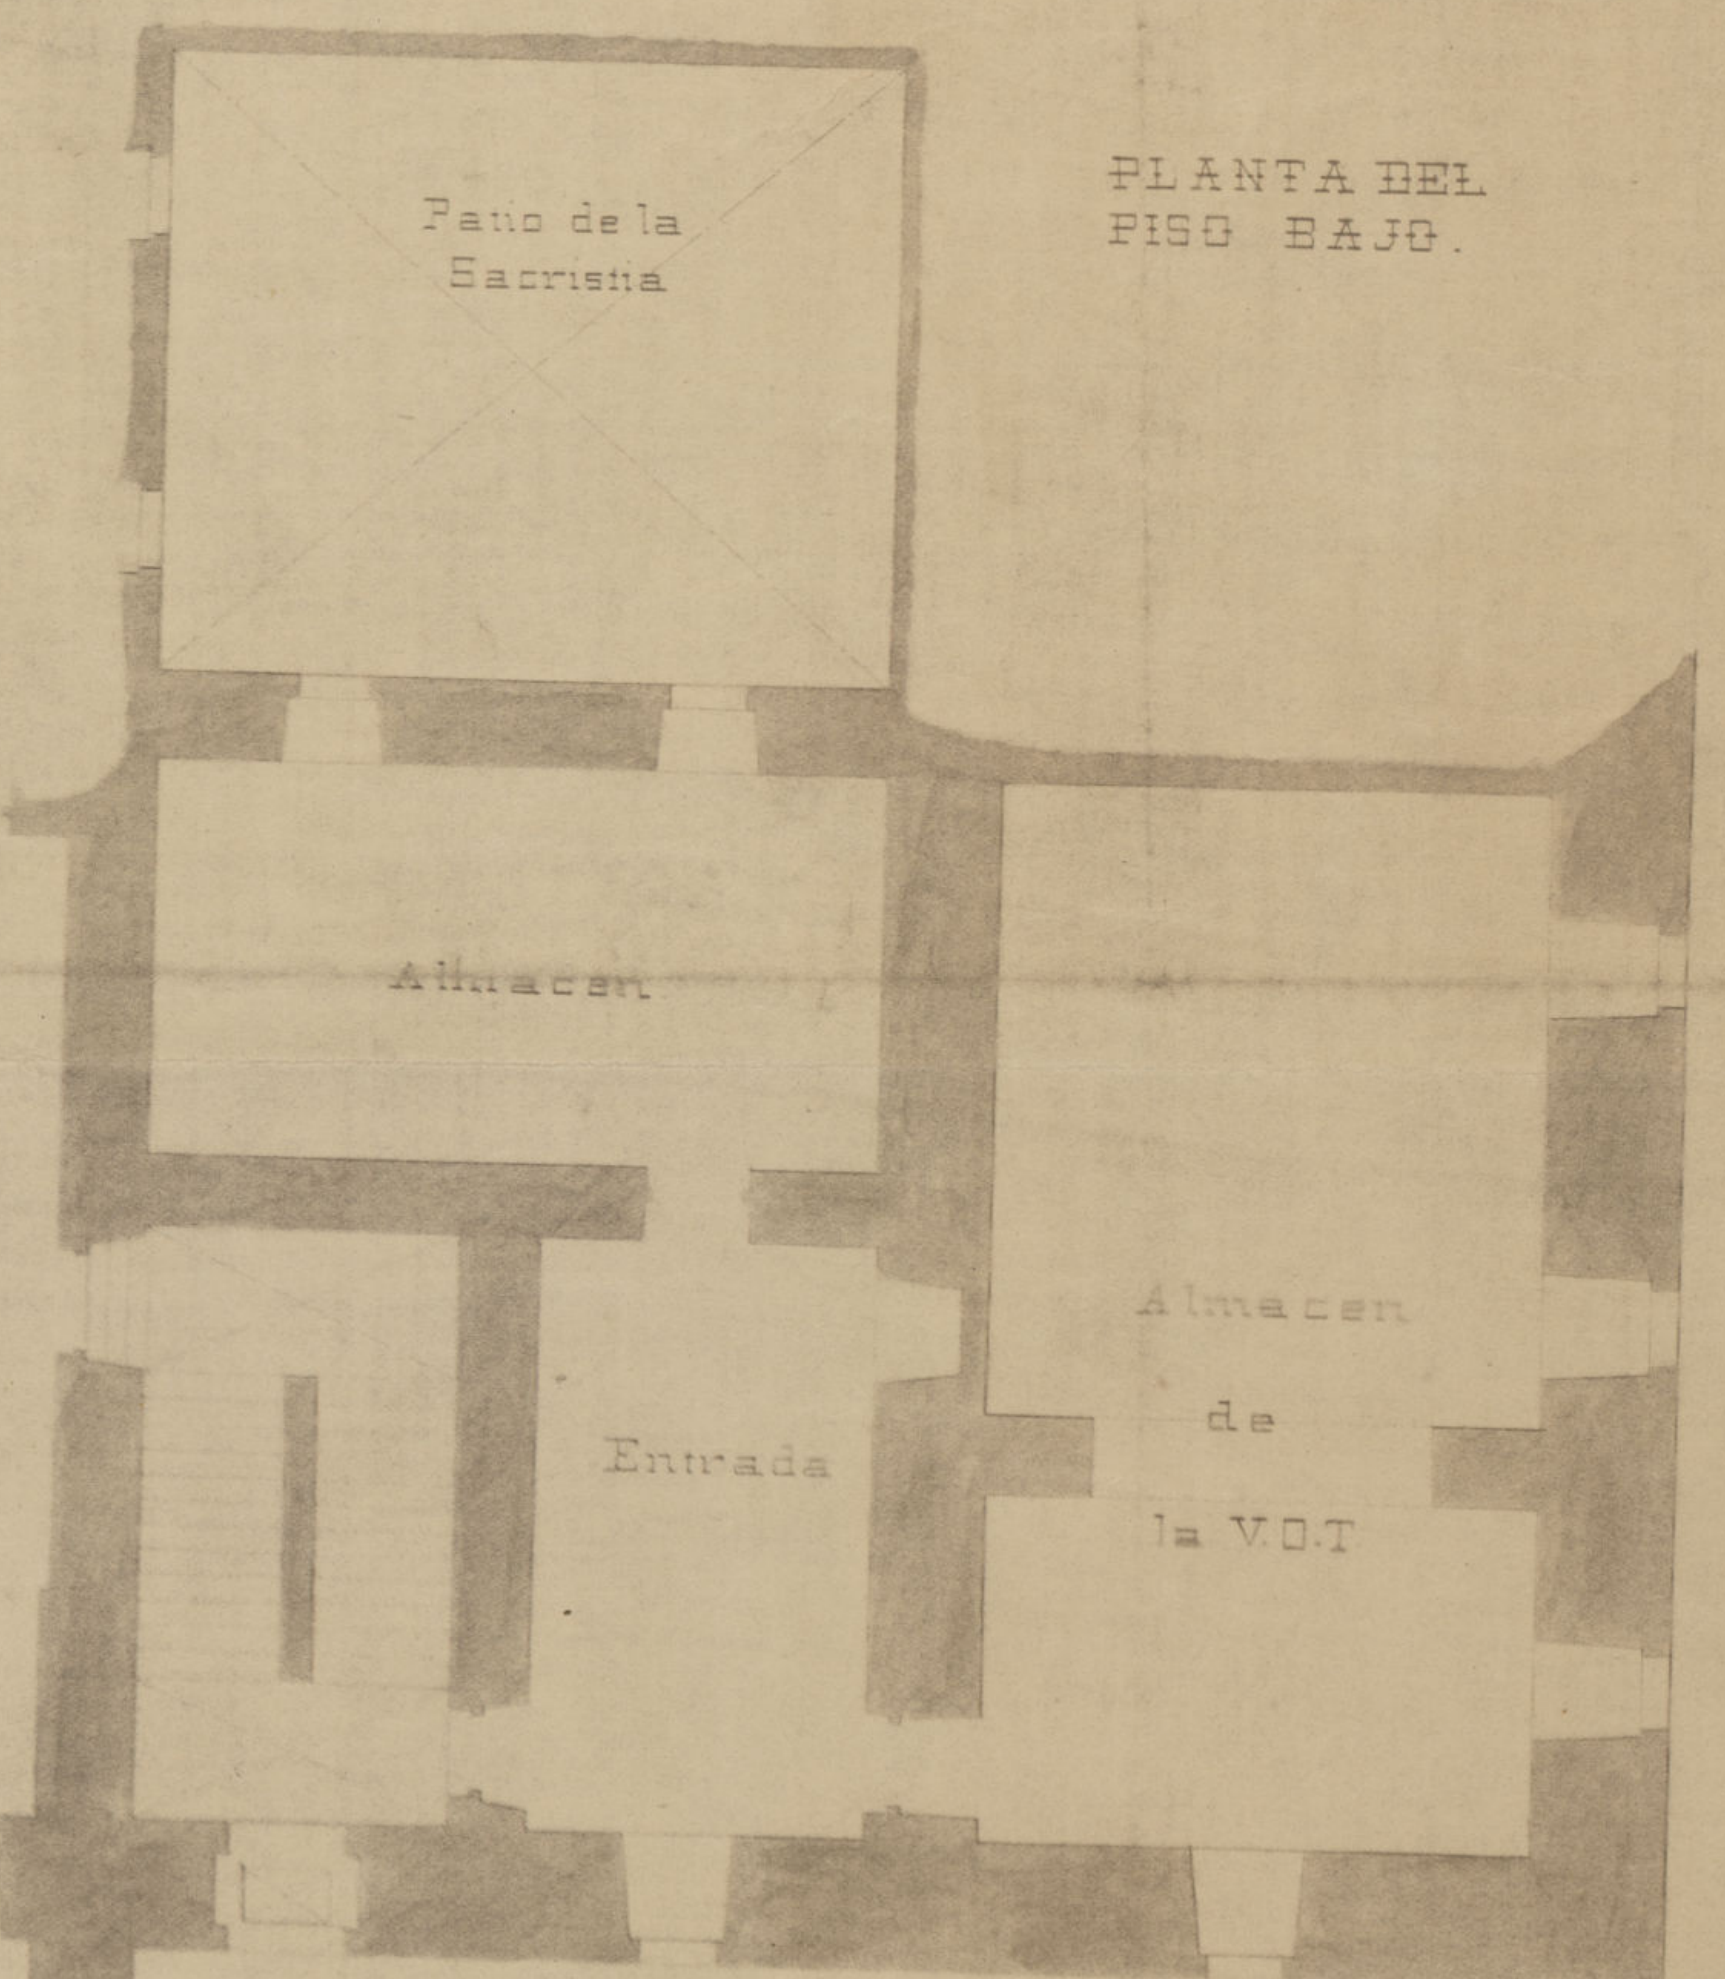 PLANTA DEL
PISO BAJO.
Patio de la
Sacristia
Almacen
Almacen
de
la V.O.T
Entrada